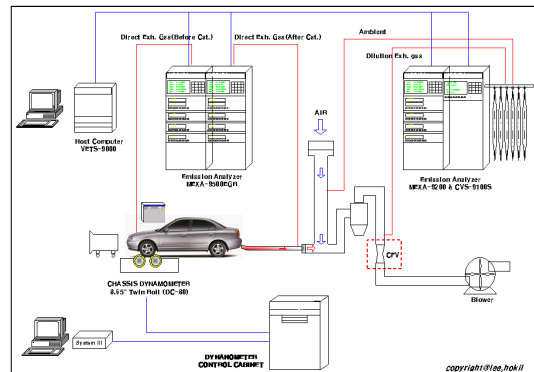 Direct Exh. Gas(Before Cat.)
Direct Exh. Gas(After Cat.)
Ambient
Dilution Exh. gas
AIR
Host Computer
VETS-9000
Emission Analyzer
Emission Analyzer
MEXA-9200 & CVS-9100S
CFV
Blower
CHASSIS DYNAMOMETER
8.65" Twin Roll (DC-80)
System III
DYNAMOMETER
CONTROL CABINET
copyright@lee,hokil